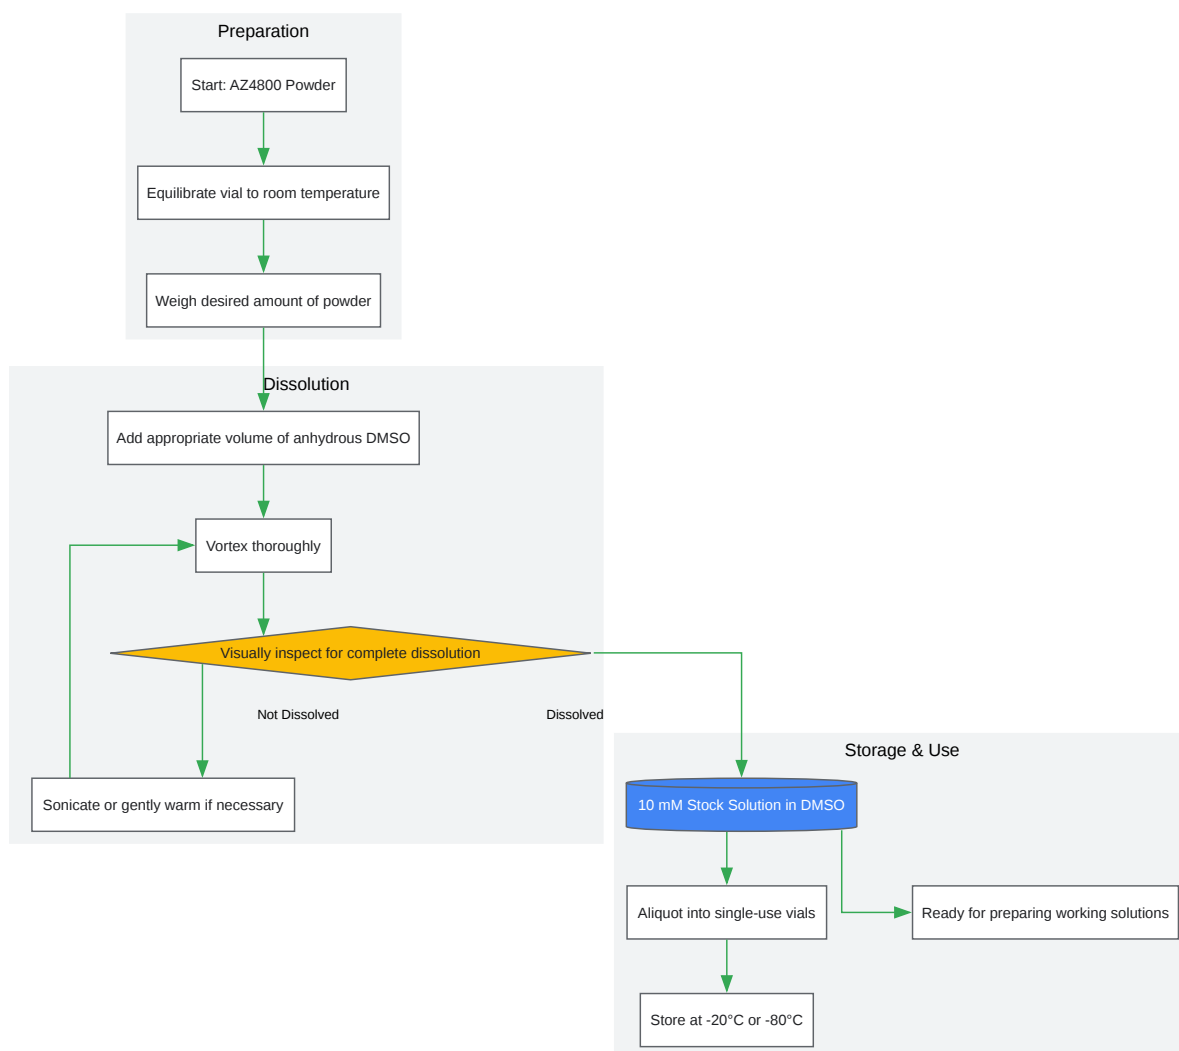 Preparation
Start: AZ4800 Powder
Equilibrate vial to room temperature
Weigh desired amount of powder
Dissolution
Add appropriate volume of anhydrous DMSO
Vortex thoroughly
Visually inspect for complete dissolution
Not Dissolved
Dissolved
Sonicate or gently warm if necessary
Storage & Use
10 mM Stock Solution in DMSO
Aliquot into single-use vials
Ready for preparing working solutions
Store at -20°C or -80°C